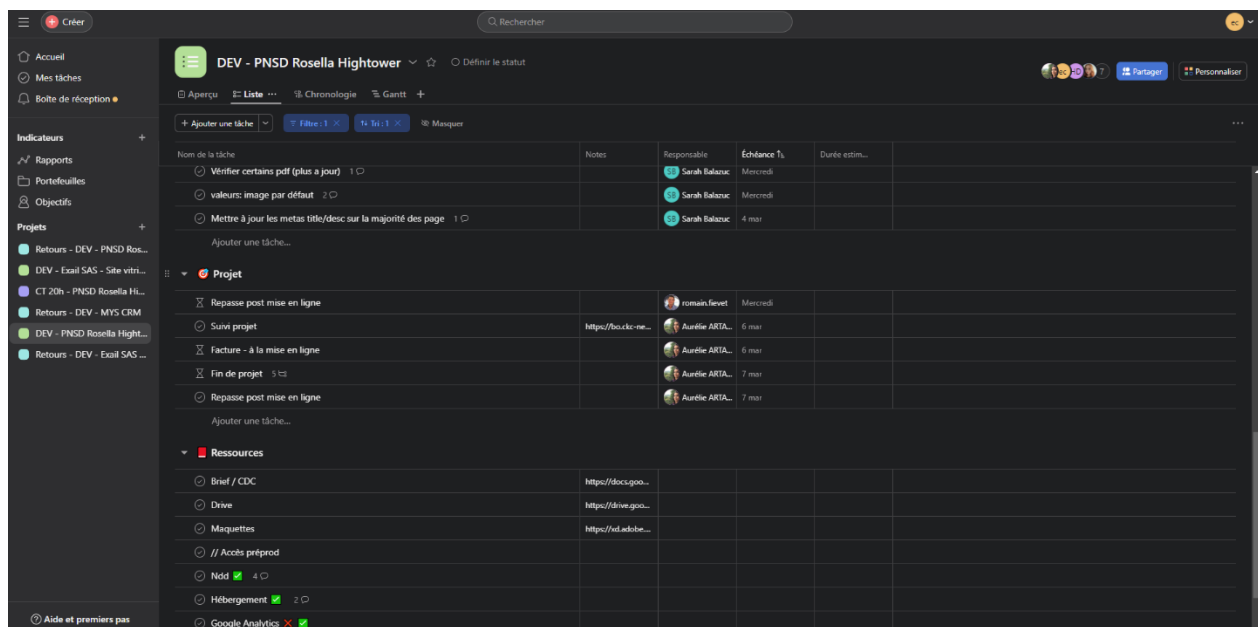 Créer
Rechercher
ec
Accueil
Mes tâches
Boîte de réception
Indicateurs
Rapports
Portefeuilles
Objectifs
Projets
Retours - DEV - PNSD Ros...
DEV - Exail SAS - Site vitri...
CT 20h - PNSD Rosella Hi...
Retours - DEV - MYS CRM
DEV - PNSD Rosella Hight...
Retours - DEV - Exail SAS ...
Aide et premiers pas
DEV - PNSD Rosella Hightower Définir le statut
ec HD 7 Partager Personnaliser
Aperçu Liste ... Chronologie Gantt +
+ Ajouter une tâche Filtre : 1 × Tri : 1 × Masquer
Nom de la tâche Notes Responsable Échéance Durée estim...
Vérifier certains pdf (plus a jour) 1 SB Sarah Balazuc Mercredi
valeurs: image par défaut 2 SB Sarah Balazuc Mercredi
Mettre à jour les metas title/desc sur la majorité des page 1 SB Sarah Balazuc 4 mar
Ajouter une tâche...
Projet
Repasse post mise en ligne romain.fievet Mercredi
Suivi projet https://bo.ckc-ne... Aurélie ARTA... 6 mar
Facture - à la mise en ligne Aurélie ARTA... 6 mar
Fin de projet 5 Aurélie ARTA... 7 mar
Repasse post mise en ligne Aurélie ARTA... 7 mar
Ajouter une tâche...
Ressources
Brief / CDC https://docs.goo...
Drive https://drive.goo...
Maquettes https://xd.adobe....
// Accès préprod
Ndd ✅ 4
Hébergement ✅ 2
Google Analytics ❌ ✅